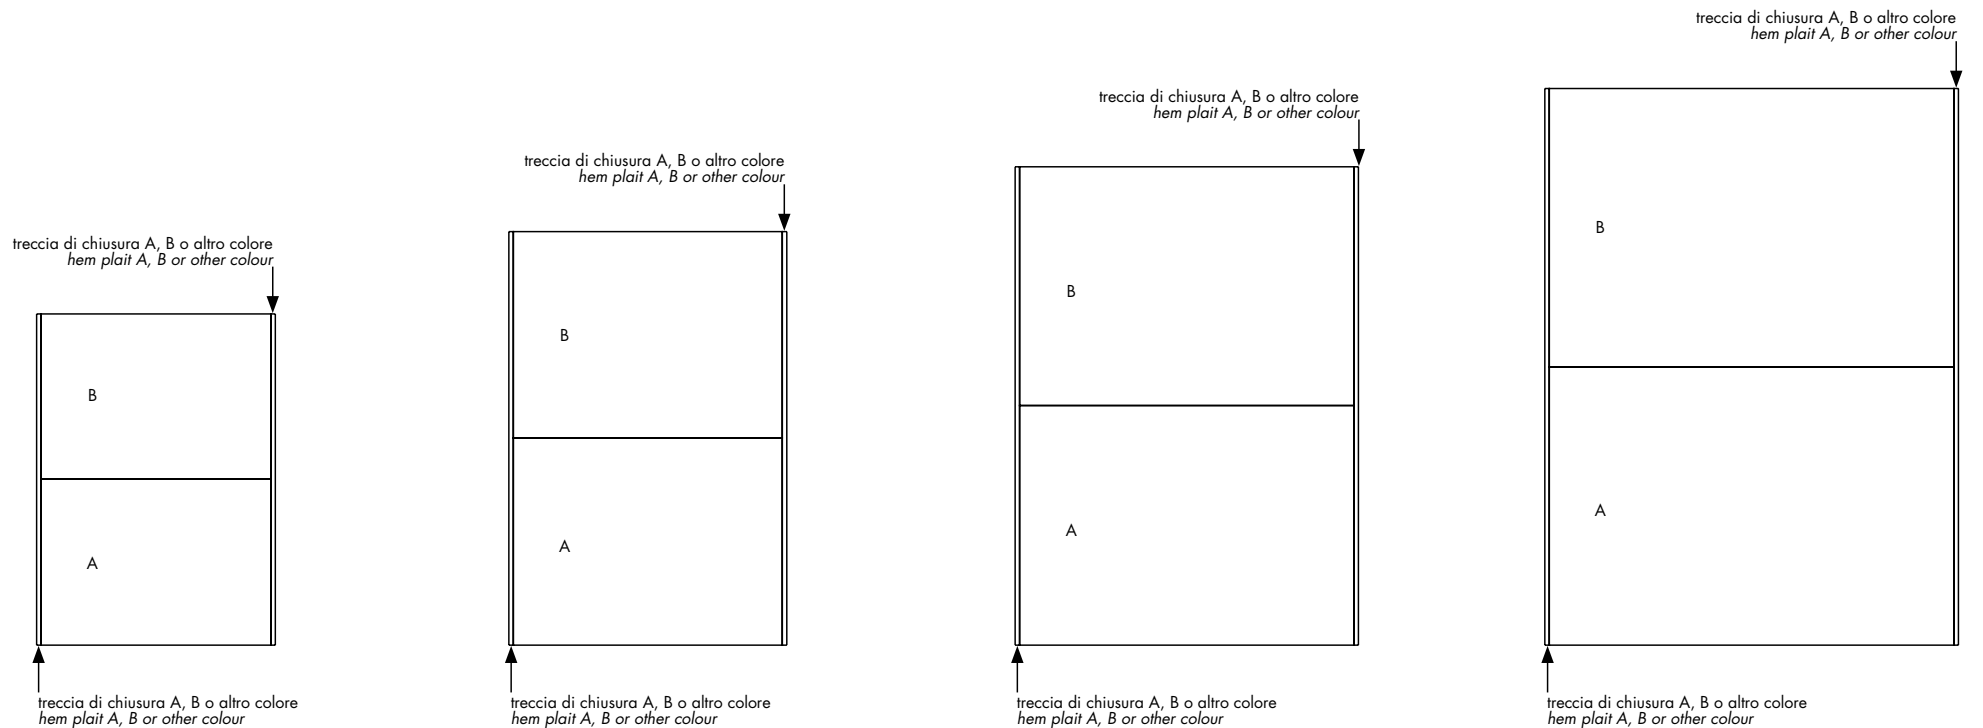 treccia di chiusura A, B o altro colore
hem plait A, B or other colour
B
A
treccia di chiusura A, B o altro colore
hem plait A, B or other colour
treccia di chiusura A, B o altro colore
hem plait A, B or other colour
B
A
treccia di chiusura A, B o altro colore
hem plait A, B or other colour
treccia di chiusura A, B o altro colore
hem plait A, B or other colour
B
A
treccia di chiusura A, B o altro colore
hem plait A, B or other colour
treccia di chiusura A, B o altro colore
hem plait A, B or other colour
B
A
treccia di chiusura A, B o altro colore
hem plait A, B or other colour